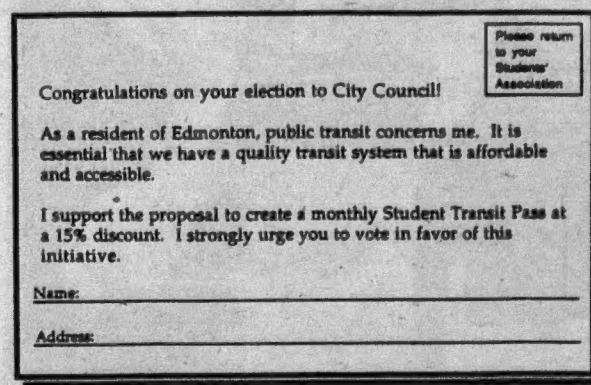 Please return
to your
Students'
Association
Congratulations on your election to City Council!
As a resident of Edmonton, public transit concerns me. It is
essential that we have a quality transit system that is affordable
and accessible.
I support the proposal to create a monthly Student Transit Pass at
a 15% discount. I strongly urge you to vote in favor of this
initiative.
Name:
Address: